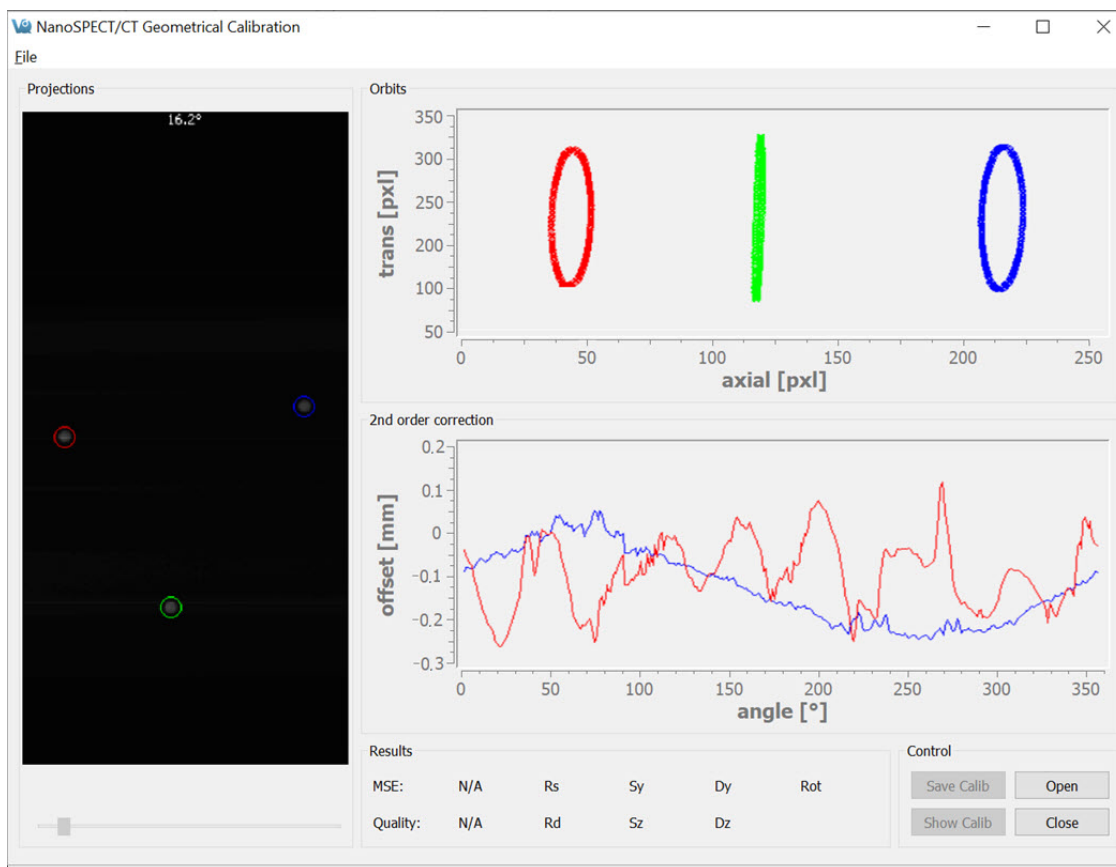 NanoSPECT/CT Geometrical Calibration
File
Projections
16.2°
Orbits
350
300
250
200
100
50
trans [pxl]
0 50 100 150 200 250
axial [pxl]
2nd order correction
0.2
0.1
0
-0.1
-0.2
-0.3
offset [mm]
0 50 100 150 200 250 300 350
angle [°]
Results
MSE: N/A Rs Sy Dy Rot
Quality: N/A Rd Sz Dz
Control
Save Calib Open
Show Calib Close